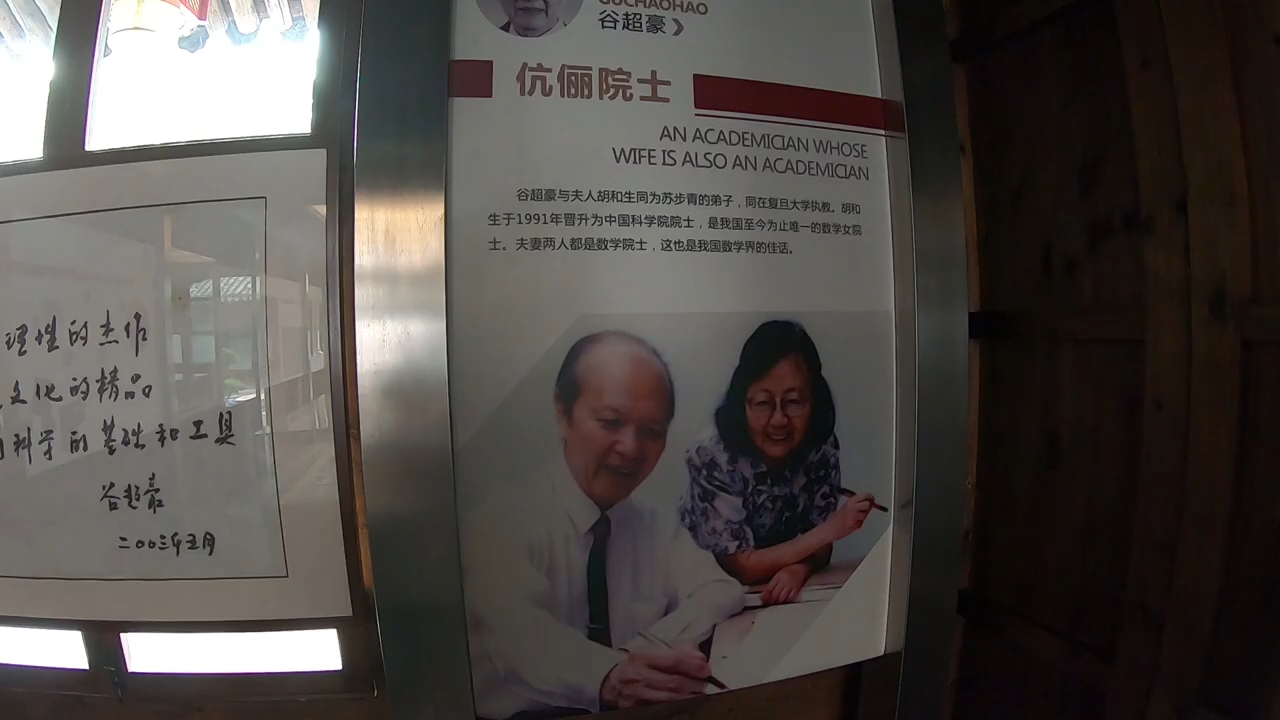 GUCHAOHAO
谷超豪
伉俪院士
AN ACADEMICIAN WHOSE
WIFE IS ALSO AN ACADEMICIAN
谷超豪与夫人胡和生同为苏步青的弟子，同在复旦大学执教。胡和
生于1991年晋升为中国科学院院士，是我国至今为止唯一的数学女院
士。夫妻两人都是数学院士，这也是我国数学界的佳话。
理性的杰作
文化的精品
科学的基础和工具
谷超豪
二00三年五月